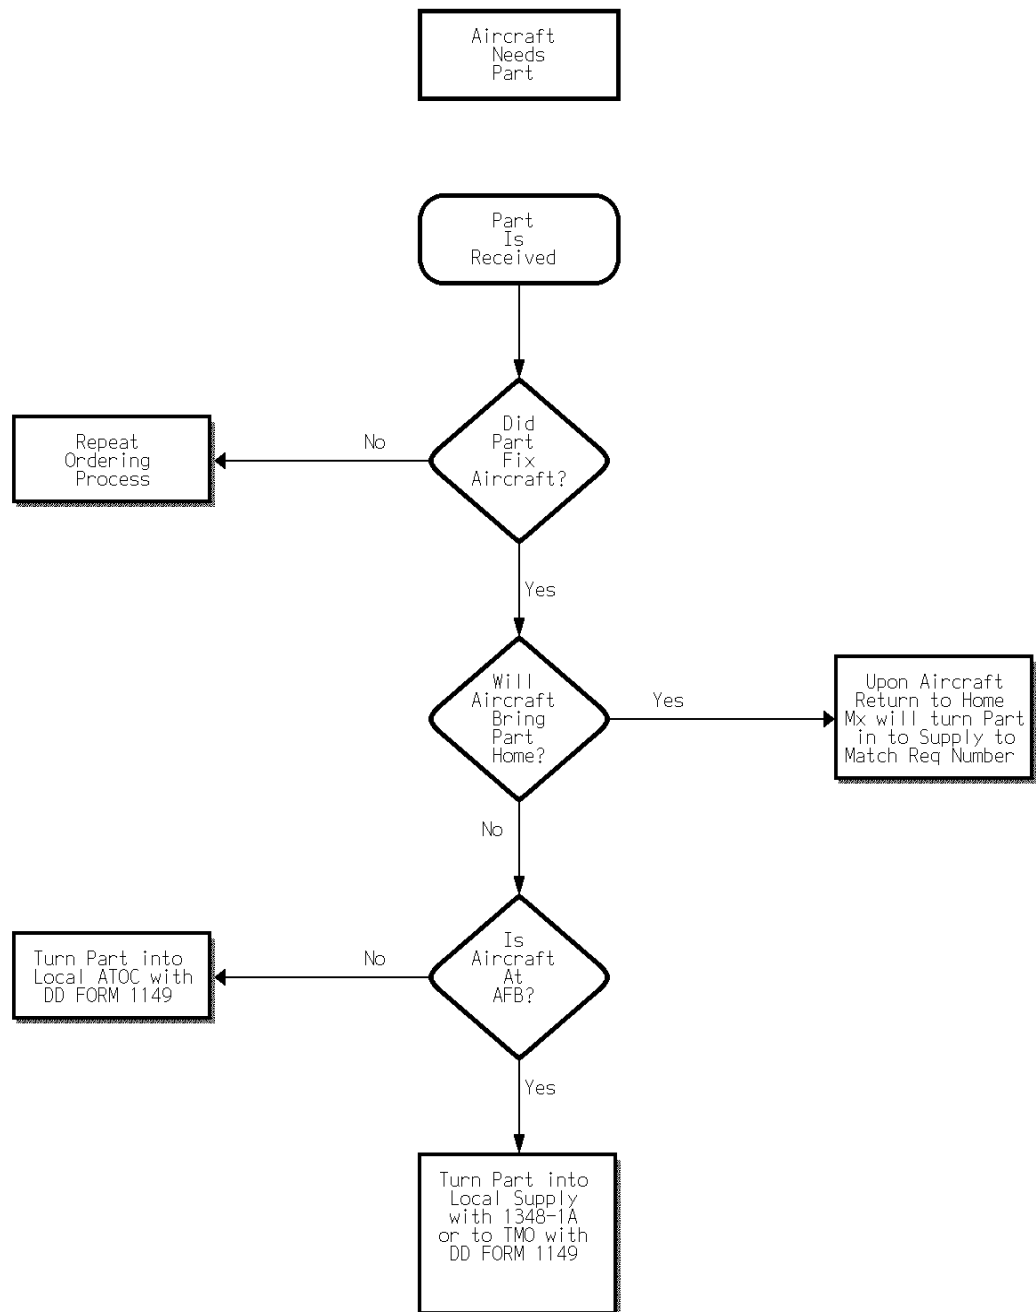 Aircraft
Needs
Part
Part
Is
Received
Did
Part
Fix
Aircraft?
No
Repeat
Ordering
Process
Yes
Will
Aircraft
Bring
Part
Home?
Yes
Upon Aircraft
Return to Home
Mx will turn Part
in to Supply to
Match Req Number
No
Is
Aircraft
At
AFB?
No
Turn Part into
Local ATOC with
DD FORM 1149
Yes
Turn Part into
Local Supply
with 1348-1A
or to TMO with
DD FORM 1149